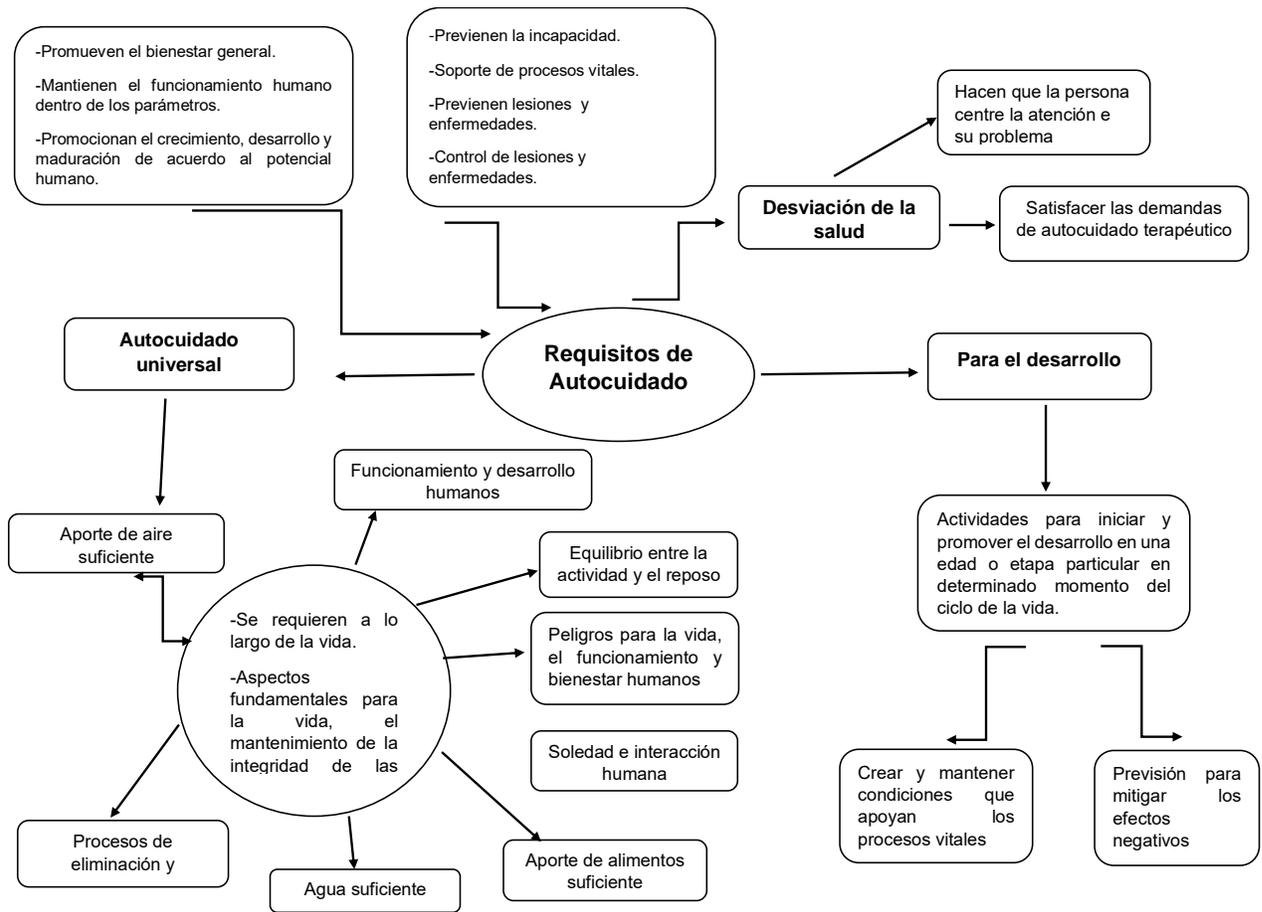 -Promueven el bienestar general.
-Mantienen el funcionamiento humano
dentro de los parámetros.
-Promocionan el crecimiento, desarrollo y
maduración de acuerdo al potencial
humano.
-Previenen la incapacidad.
-Soporte de procesos vitales.
-Previenen lesiones y
enfermedades.
-Control de lesiones y
enfermedades.
Hacen que la persona
centre la atención e
su problema
Desviación de la
salud
Satisfacer las demandas
de autocuidado terapéutico
Autocuidado
universal
Requisitos de
Autocuidado
Para el desarrollo
Funcionamiento y desarrollo
humanos
Aporte de aire
suficiente
Equilibrio entre la
actividad y el reposo
Actividades para iniciar y
promover el desarrollo en una
edad o etapa particular en
determinado momento del
ciclo de la vida.
-Se requieren a lo
largo de la vida.
-Aspectos
fundamentales para
la vida, el
mantenimiento de la
integridad de las
Peligros para la vida,
el funcionamiento y
bienestar humanos
Soledad e interacción
humana
Crear y mantener
condiciones que
apoyan los
procesos vitales
Previsión para
mitigar los
efectos
negativos
Procesos de
eliminación y
Agua suficiente
Aporte de alimentos
suficiente